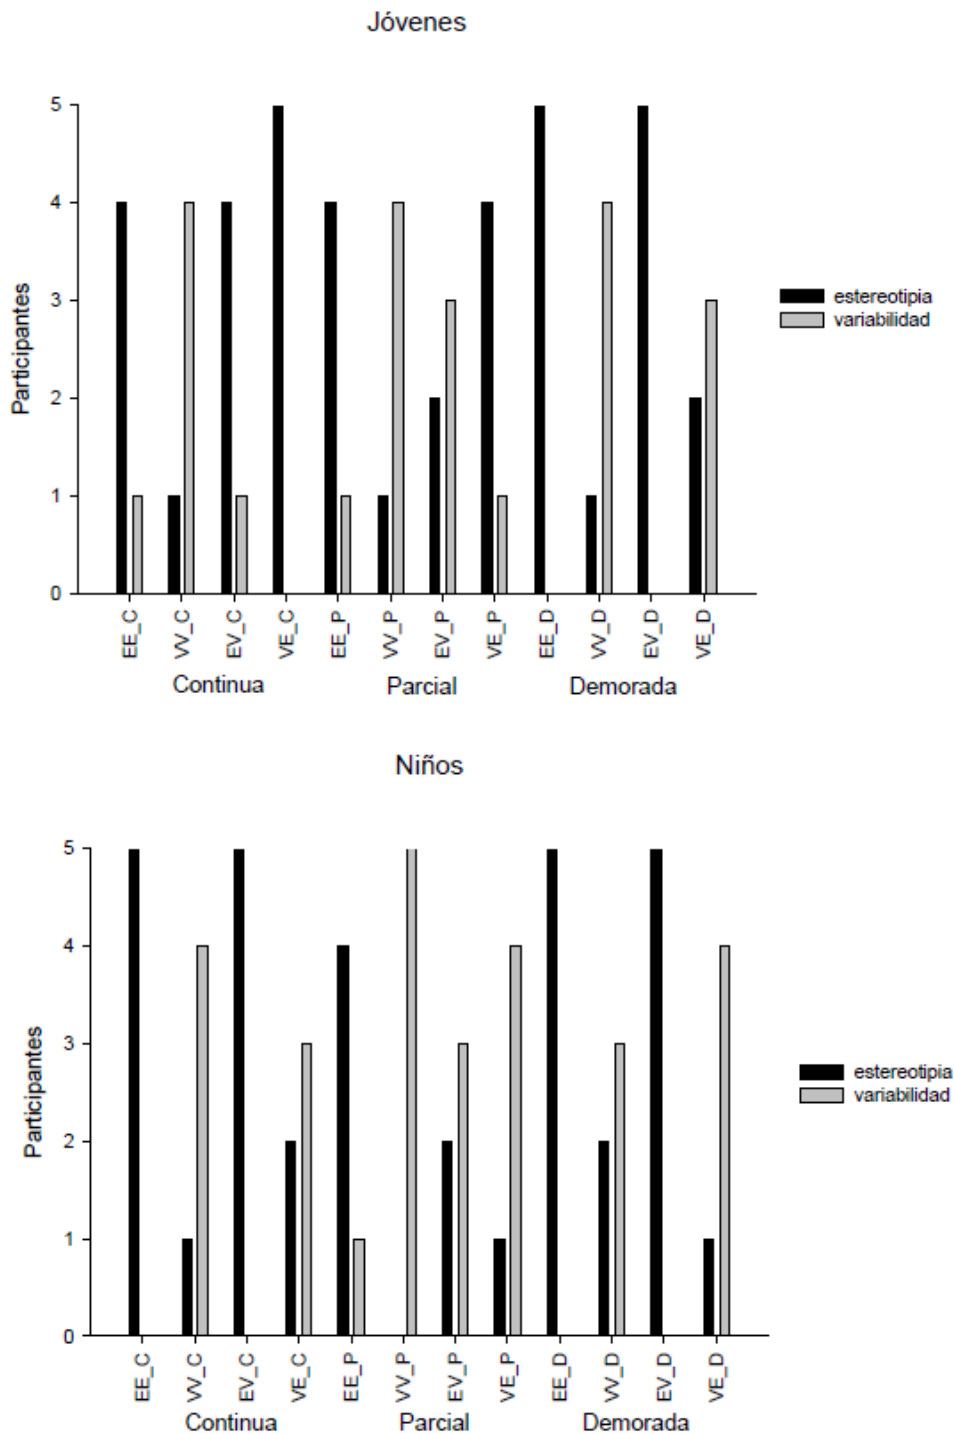 Jóvenes
5
4
3
2
1
0
Participantes
estereotipia
variabilidad
EE_C VV_C EV_C VE_C EE_P VV_P EV_P VE_P EE_D VV_D EV_D VE_D
Continua Parcial Demorada
Niños
5
4
3
2
1
0
Participantes
estereotipia
variabilidad
EE_C VV_C EV_C VE_C EE_P VV_P EV_P VE_P EE_D VV_D EV_D VE_D
Continua Parcial Demorada